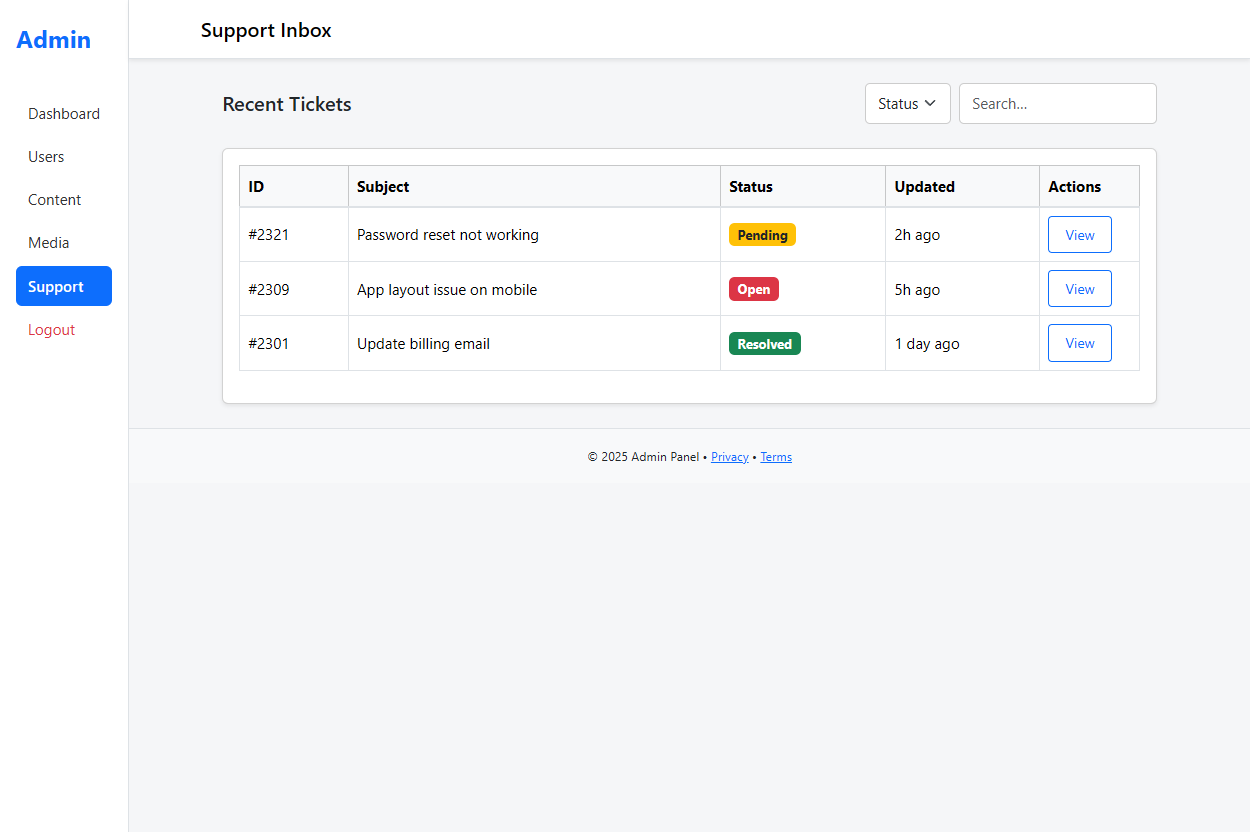 Admin
Dashboard
Users
Content
Media
Support
Logout
Support Inbox
Recent Tickets
Status
Search...
ID Subject Status Updated Actions
#2321 Password reset not working Pending 2h ago View
#2309 App layout issue on mobile Open 5h ago View
#2301 Update billing email Resolved 1 day ago View
© 2025 Admin Panel • Privacy • Terms